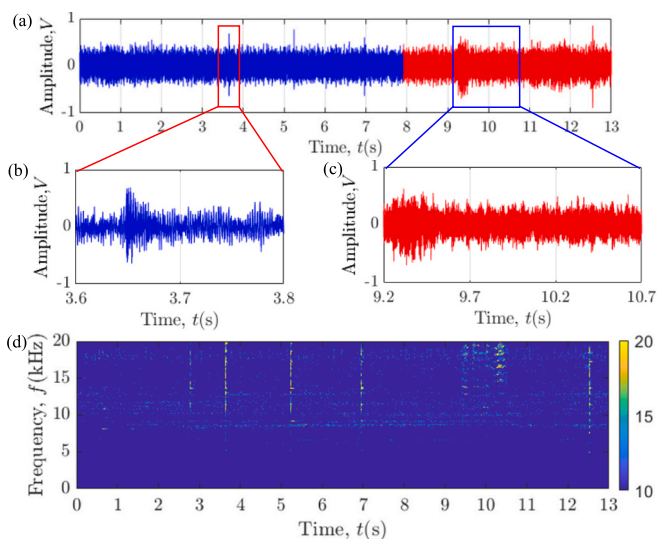 (a)
Amplitude,V
1
0
-1
0 1 2 3 4 5 6 7 8 9 10 11 12 13
Time, t(s)
(b)
Amplitude,V
1
0
-1
3.6 3.7 3.8
Time, t(s)
(c)
Amplitude,V
1
0
-1
9.2 9.7 10.2 10.7
Time, t(s)
(d)
Frequency, f(kHz)
20
15
10
5
0
0 1 2 3 4 5 6 7 8 9 10 11 12 13
Time, t(s)
20
15
10